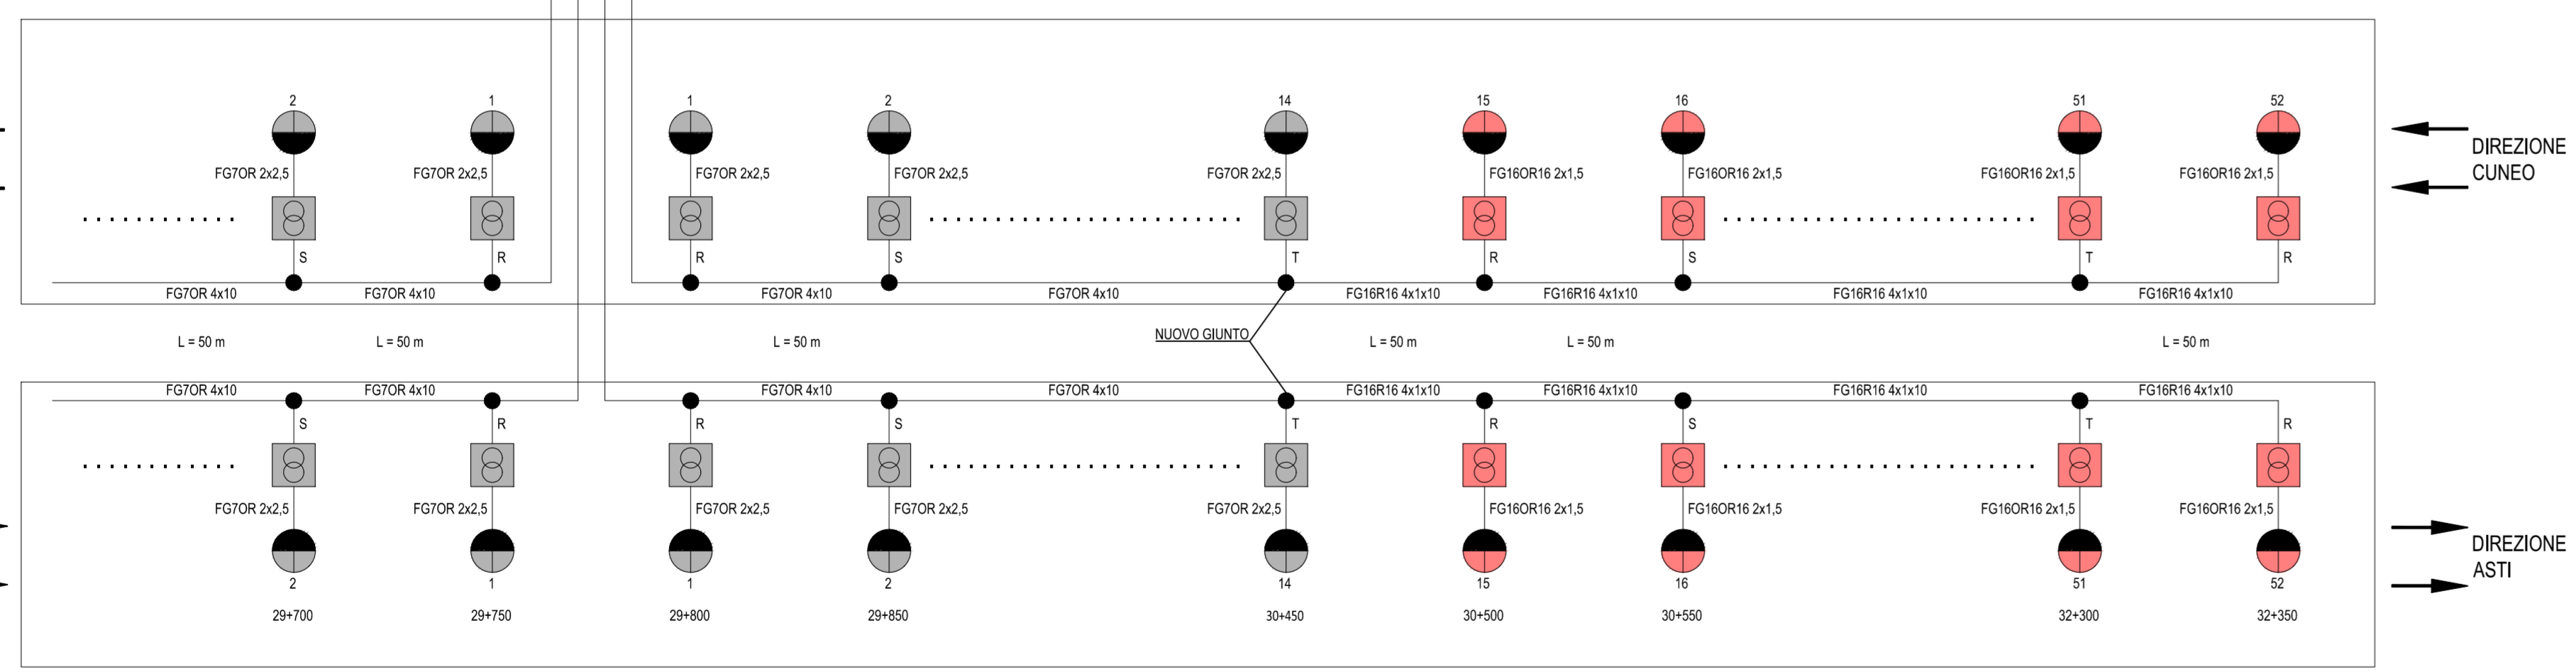 2 1 1 2 14 15 16 51 52
DIREZIONE
CUNEO
FG7OR 2x2,5 FG7OR 2x2,5 FG7OR 2x2,5 FG7OR 2x2,5 FG7OR 2x2,5 FG16OR16 2x1,5 FG16OR16 2x1,5 FG16OR16 2x1,5 FG16OR16 2x1,5
S R R S T R S T R
FG7OR 4x10 FG7OR 4x10 FG7OR 4x10 FG7OR 4x10 FG16R16 4x1x10 FG16R16 4x1x10 FG16R16 4x1x10 FG16R16 4x1x10
NUOVO GIUNTO
L = 50 m L = 50 m L = 50 m L = 50 m L = 50 m L = 50 m
FG7OR 4x10 FG7OR 4x10 FG7OR 4x10 FG7OR 4x10 FG16R16 4x1x10 FG16R16 4x1x10 FG16R16 4x1x10 FG16R16 4x1x10
S R R S T R S T R
FG7OR 2x2,5 FG7OR 2x2,5 FG7OR 2x2,5 FG7OR 2x2,5 FG7OR 2x2,5 FG16OR16 2x1,5 FG16OR16 2x1,5 FG16OR16 2x1,5 FG16OR16 2x1,5
DIREZIONE
ASTI
2 1 1 2 14 15 16 51 52
29+700 29+750 29+800 29+850 30+450 30+500 30+550 32+300 32+350